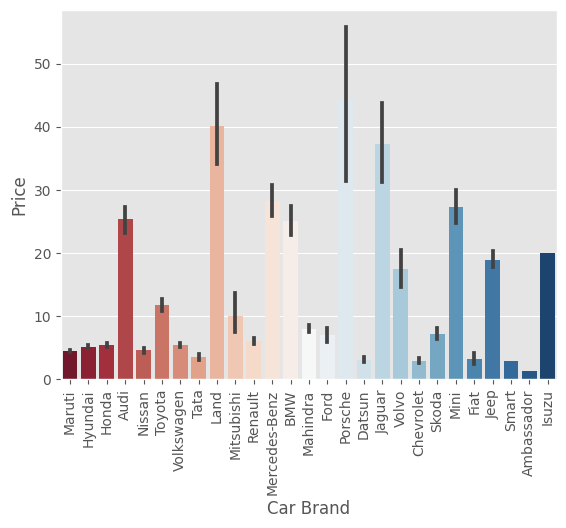 Price
50
40
30
20
10
0
Maruti
Hyundai
Honda
Audi
Nissan
Toyota
Volkswagen
Tata
Land
Mitsubishi
Renault
Mercedes-Benz
BMW
Mahindra
Ford
Porsche
Datsun
Jaguar
Volvo
Chevrolet
Skoda
Mini
Fiat
Jeep
Smart
Ambassador
Isuzu
Car Brand